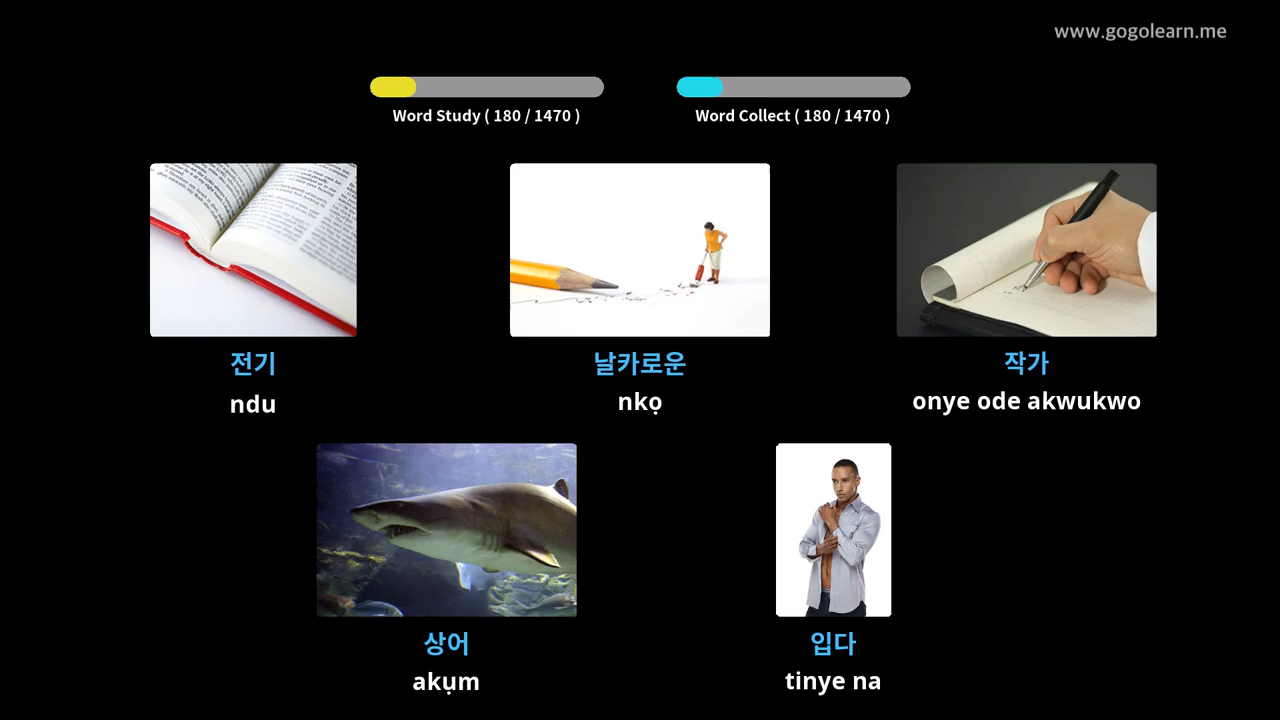 www.gogolearn.me
Word Study ( 180 / 1470 )
Word Collect ( 180 / 1470 )
전기
날카로운
작가
ndu
nkọ
onye ode akwukwo
상어
입다
akụm
tinye na